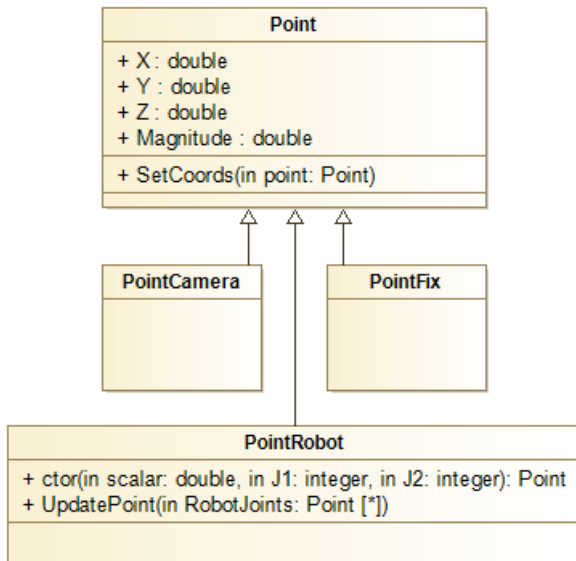 Point
+ X : double
+ Y : double
+ Z : double
+ Magnitude : double
+ SetCoords(in point: Point)
PointCamera
PointFix
PointRobot
+ ctor(in scalar: double, in J1: integer, in J2: integer): Point
+ UpdatePoint(in RobotJoints: Point [*])